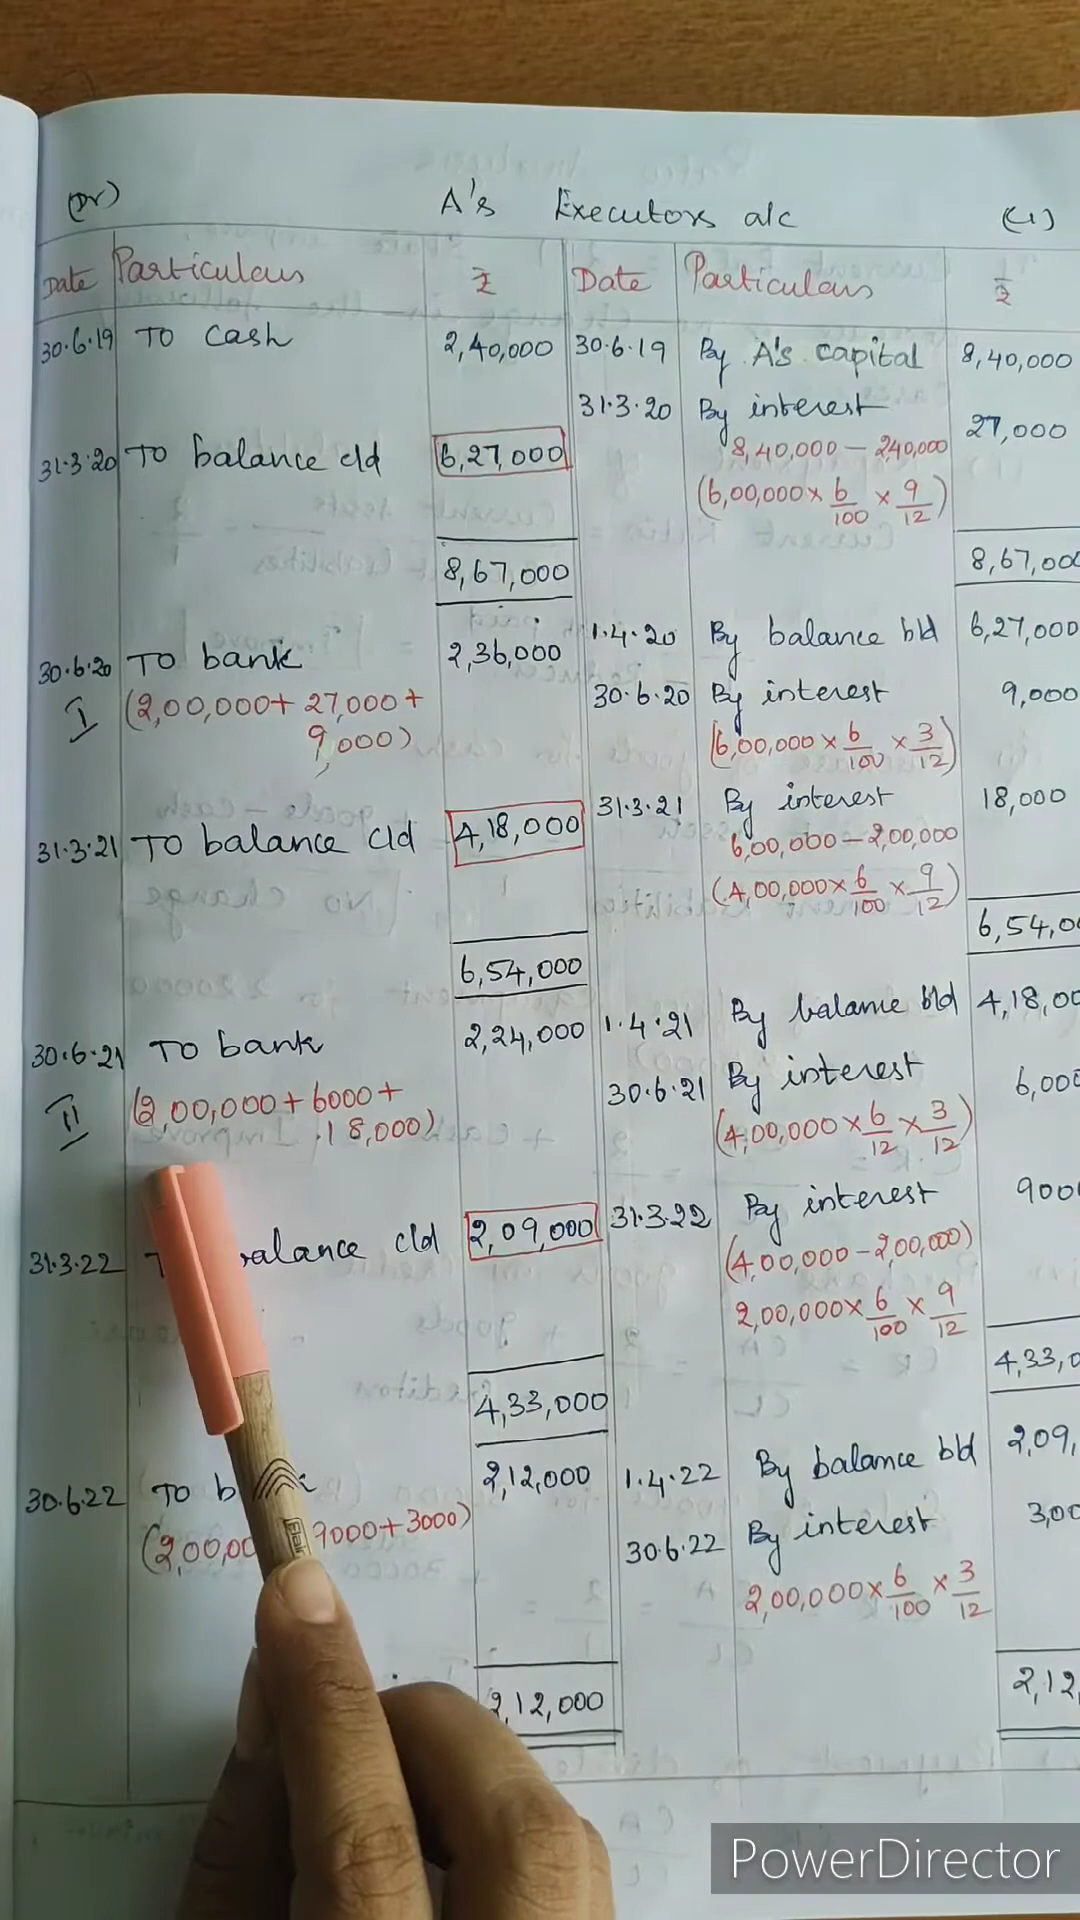 (Dr) A's Executors a/c (Cr)
Date Particulars ₹ Date Particulars ₹
30.6.19 TO cash 2,40,000 30.6.19 By A's capital 8,40,000
31.3.20 By interest 27,000
31.3.20 TO balance c/d 6,27,000 8,40,000 – 2,40,000
(6,00,000 × 6/100 × 9/12)
8,67,000 8,67,000
1.4.20 By balance b/d 6,27,000
30.6.20 TO bank 2,36,000 30.6.20 By interest 9,000
I (2,00,000 + 27,000 + (6,00,000 × 6/100 × 3/12)
9,000)
31.3.21 By interest 18,000
31.3.21 TO balance c/d 4,18,000 6,00,000 – 2,00,000
(4,00,000 × 6/100 × 9/12)
6,54,000 6,54,0
30.6.21 TO bank 2,24,000 1.4.21 By balance b/d 4,18,00
II (2,00,000 + 6000 + 30.6.21 By interest 6,000
18,000) (4,00,000 × 6/12 × 3/12)
31.3.22 By interest 900
31.3.22 T balance c/d 2,09,000 (4,00,000 – 2,00,000)
2,00,000 × 6/100 × 9/12
4,33,000 4,33,0
1.4.22 By balance b/d 2,09,
30.6.22 TO b 2,12,000 30.6.22 By interest 3,00
(2,00,00 9000 + 3000) 2,00,000 × 6/100 × 3/12
2,12,000 2,12,
PowerDirector